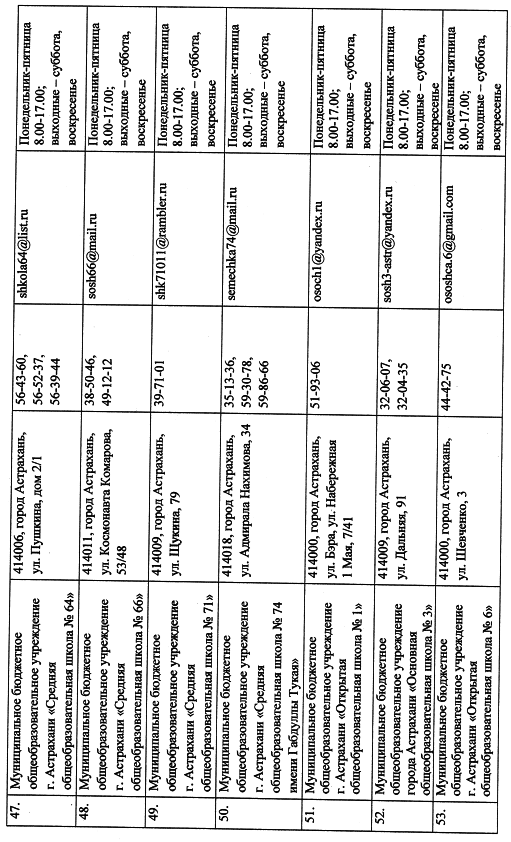 47.
Муниципальное бюджетное
общеобразовательное учреждение
г. Астрахани «Средняя
общеобразовательная школа № 64»
414006, город Астрахань,
ул. Пушкина, дом 2/1
56-43-60,
56-52-37,
56-39-44
shkola64@list.ru
Понедельник-пятница
8.00-17.00;
выходные – суббота,
воскресенье
48.
Муниципальное бюджетное
общеобразовательное учреждение
г. Астрахани «Средняя
общеобразовательная школа № 66»
414011, город Астрахань,
ул. Космонавта Комарова,
53/48
38-50-46,
49-12-12
sosh66@mail.ru
Понедельник-пятница
8.00-17.00;
выходные – суббота,
воскресенье
49.
Муниципальное бюджетное
общеобразовательное учреждение
г. Астрахани «Средняя
общеобразовательная школа № 71»
414009, город Астрахань,
ул. Щукина, 79
39-71-01
shk71011@rambler.ru
Понедельник-пятница
8.00-17.00;
выходные – суббота,
воскресенье
50.
Муниципальное бюджетное
общеобразовательное учреждение
г. Астрахани «Средняя
общеобразовательная школа № 74
имени Габдуллы Тукая»
414018, город Астрахань,
ул. Адмирала Нахимова, 34
35-13-36,
59-30-78,
59-86-66
semechka74@mail.ru
Понедельник-пятница
8.00-17.00;
выходные – суббота,
воскресенье
51.
Муниципальное бюджетное
общеобразовательное учреждение
г. Астрахани «Открытая
общеобразовательная школа № 1»
414000, город Астрахань,
ул. Бэра, ул. Набережная
1 Мая, 7/41
51-93-06
osoch1@yandex.ru
Понедельник-пятница
8.00-17.00;
выходные – суббота,
воскресенье
52.
Муниципальное бюджетное
общеобразовательное учреждение
города Астрахани «Основная
общеобразовательная школа № 3»
414009, город Астрахань,
ул. Дальняя, 91
32-06-07,
32-04-35
sosh3-astr@yandex.ru
Понедельник-пятница
8.00-17.00;
выходные – суббота,
воскресенье
53.
Муниципальное бюджетное
общеобразовательное учреждение
г. Астрахани «Открытая
общеобразовательная школа № 6»
414000, город Астрахань,
ул. Шевченко, 3
44-42-75
ososhca.6@gmail.com
Понедельник-пятница
8.00-17.00;
выходные – суббота,
воскресенье